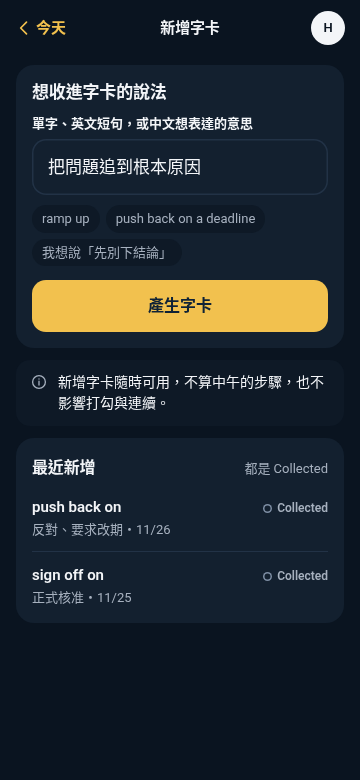 今天
新增字卡
H
想收進字卡的說法
單字、英文短句，或中文想表達的意思
把問題追到根本原因
ramp up
push back on a deadline
我想說「先別下結論」
產生字卡
新增字卡隨時可用，不算中午的步驟，也不
影響打勾與連續。
最近新增
都是 Collected
push back on
Collected
反對、要求改期・11/26
sign off on
Collected
正式核准・11/25